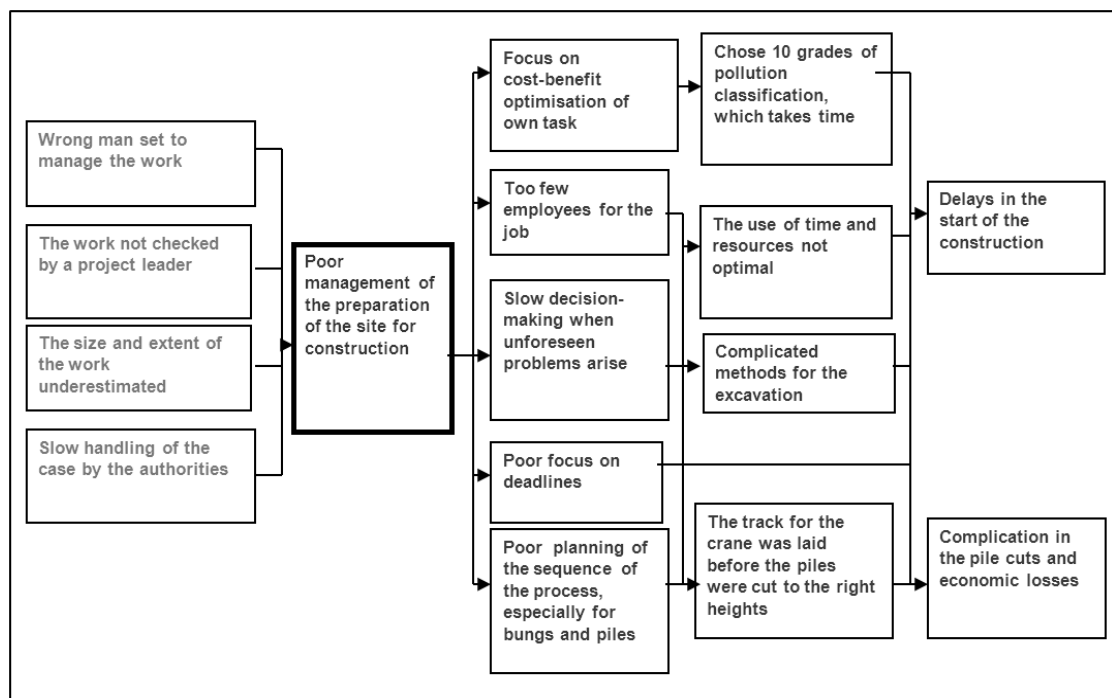 Wrong man set to
manage the work
The work not checked
by a project leader
The size and extent of
the work
underestimated
Slow handling of the
case by the authorities
Poor
management of
the preparation
of the site for
construction
Focus on
cost-benefit
optimisation of
own task
Too few
employees for the
job
Slow decision-
making when
unforeseen
problems arise
Poor focus on
deadlines
Poor planning of
the sequence of
the process,
especially for
bungs and piles
Chose 10 grades of
pollution
classification,
which takes time
The use of time and
resources not
optimal
Complicated
methods for the
excavation
The track for the
crane was laid
before the piles
were cut to the right
heights
Delays in the
start of the
construction
Complication in
the pile cuts and
economic losses